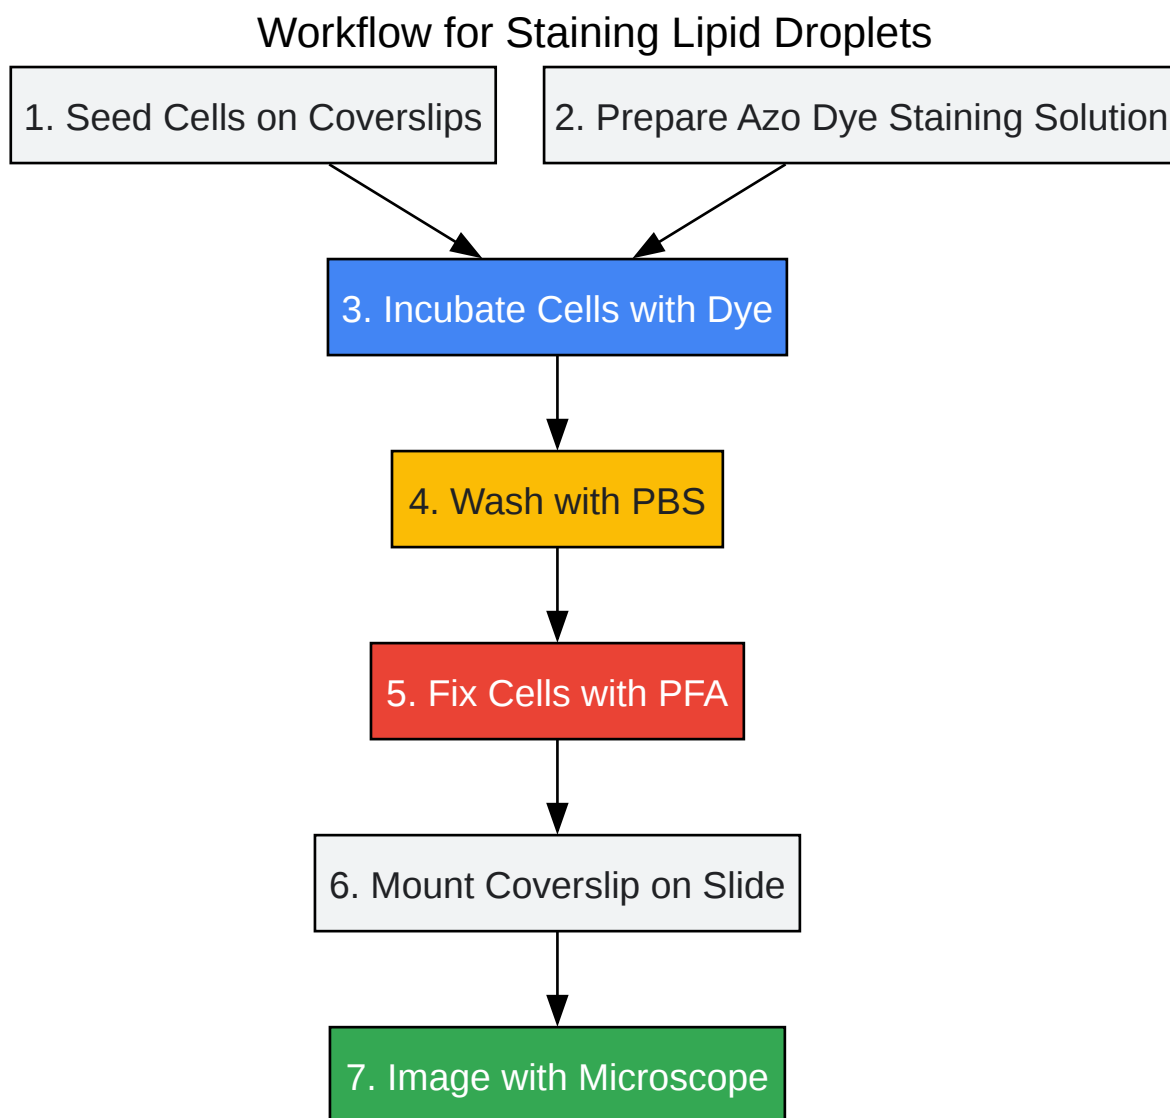 Workflow for Staining Lipid Droplets
1. Seed Cells on Coverslips
2. Prepare Azo Dye Staining Solution
3. Incubate Cells with Dye
4. Wash with PBS
5. Fix Cells with PFA
6. Mount Coverslip on Slide
7. Image with Microscope